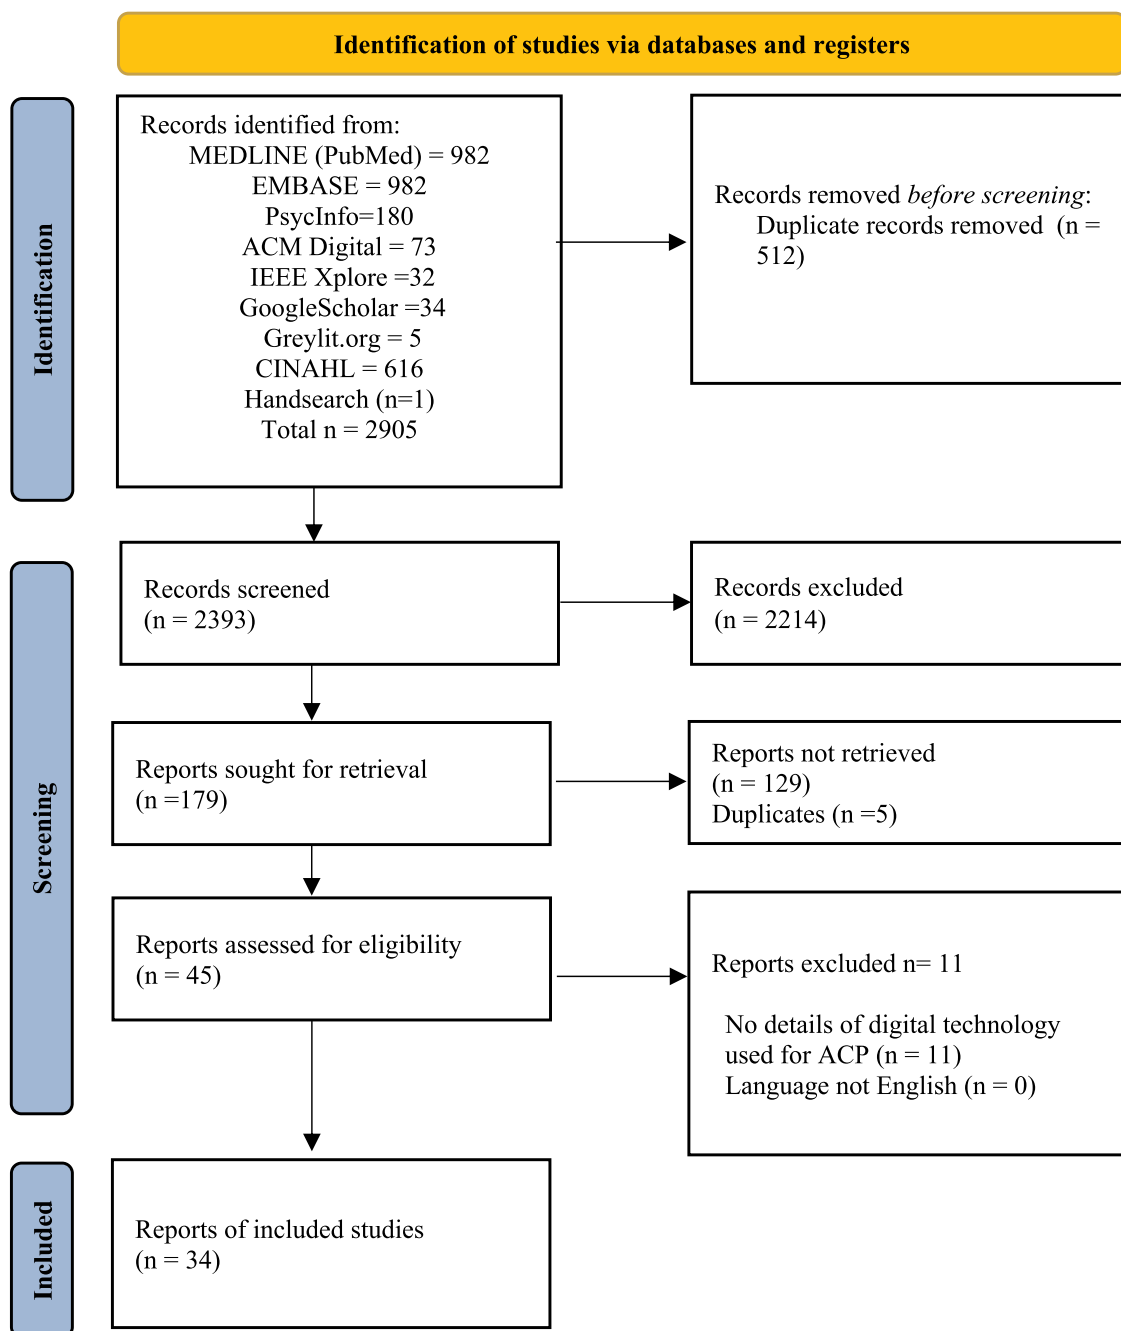 Identification of studies via databases and registers
Identification
Records identified from:
MEDLINE (PubMed) = 982
EMBASE = 982
PsycInfo=180
ACM Digital = 73
IEEE Xplore =32
GoogleScholar =34
Greylit.org = 5
CINAHL = 616
Handsearch (n=1)
Total n = 2905
Records removed before screening:
Duplicate records removed (n =
512)
Screening
Records screened
(n = 2393)
Records excluded
(n = 2214)
Reports sought for retrieval
(n =179)
Reports not retrieved
(n = 129)
Duplicates (n =5)
Reports assessed for eligibility
(n = 45)
Reports excluded n= 11
No details of digital technology
used for ACP (n = 11)
Language not English (n = 0)
Included
Reports of included studies
(n = 34)